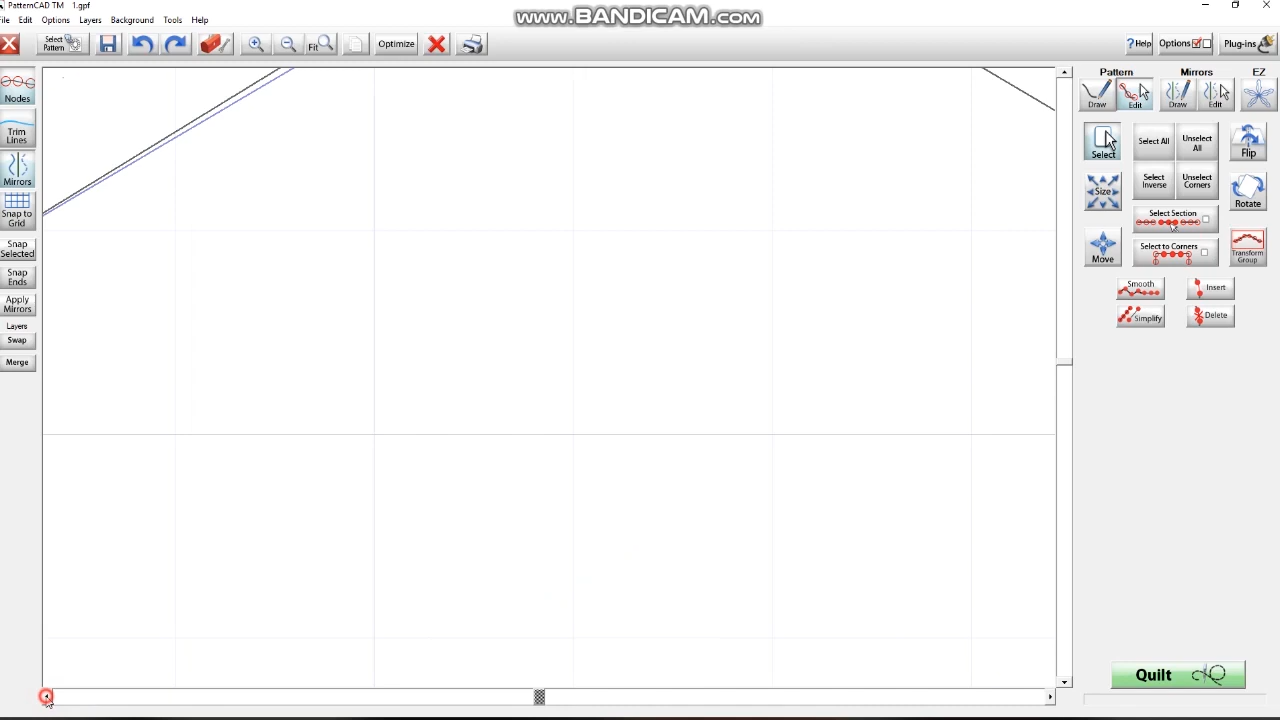 PatternCAD TM 1.gpf
www.BANDICAM.com
File Edit Options Layers Background Tools Help
Select Pattern Fit Optimize ?Help Options Plug-ins
Pattern Mirrors EZ
Nodes
Draw Edit Draw Edit
Trim Lines
Select Select All Unselect All Flip
Mirrors
Size Select Inverse Unselect Corners Rotate
Snap to Grid
Select Section
Snap Selected
Move Select to Corners Transform Group
Snap Ends
Smooth Insert
Apply Mirrors
Simplify Delete
Layers
Swap
Merge
Quilt